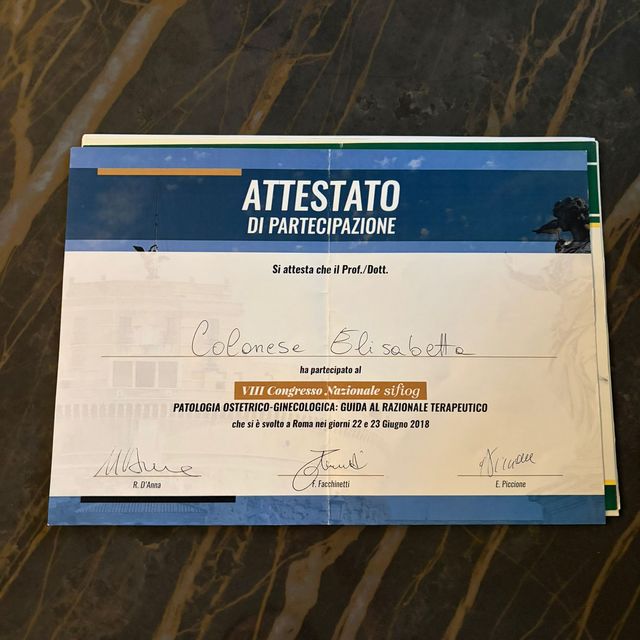 ATTESTATO
DI PARTECIPAZIONE
Si attesta che il Prof./Dott.
Colonese Elisabetta
ha partecipato al
VIII Congresso Nazionale sifiog
PATOLOGIA OSTETRICO-GINECOLOGICA: GUIDA AL RAZIONALE TERAPEUTICO
che si è svolto a Roma nei giorni 22 e 23 Giugno 2018
R. D'Anna
F. Facchinetti
E. Piccione